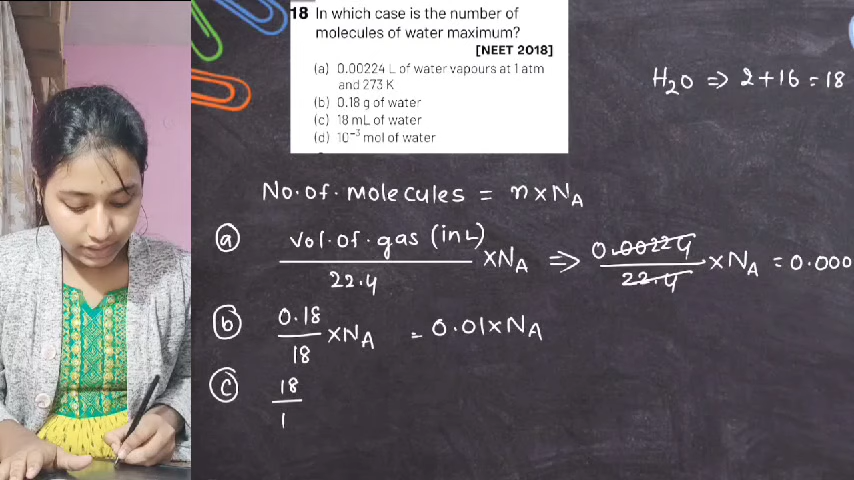 18 In which case is the number of
molecules of water maximum?
[NEET 2018]
(a) 0.00224 L of water vapours at 1 atm
and 273 K
(b) 0.18 g of water
(c) 18 mL of water
(d) 10⁻³ mol of water
H₂O ⇒ 2+16 = 18
No. of. molecules = n×N_A
ⓐ vol. of. gas (in L) / 22.4 ×N_A ⇒ 0.00224 / 22.4 ×N_A = 0.000
ⓑ 0.18 / 18 ×N_A = 0.01×N_A
ⓒ 18 / 1